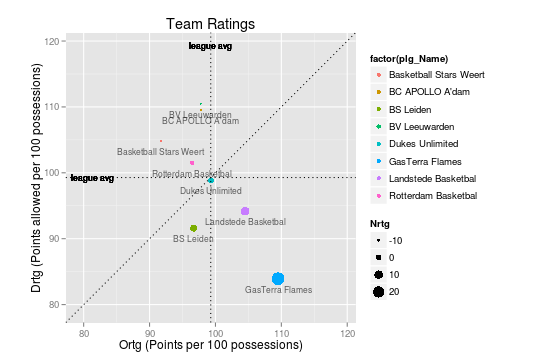 Team Ratings
league avg
120
110
100
90
80
Drtg (Points allowed per 100 possessions)
BV Leeuwarden
BC APOLLO A'dam
Basketball Stars Weert
Rotterdam Basketbal
league avg
Dukes Unlimited
Landstede Basketbal
BS Leiden
GasTerra Flames
80
90
100
110
120
Ortg (Points per 100 possessions)
factor(plg_Name)
Basketball Stars Weert
BC APOLLO A'dam
BS Leiden
BV Leeuwarden
Dukes Unlimited
GasTerra Flames
Landstede Basketbal
Rotterdam Basketbal
Nrtg
-10
0
10
20